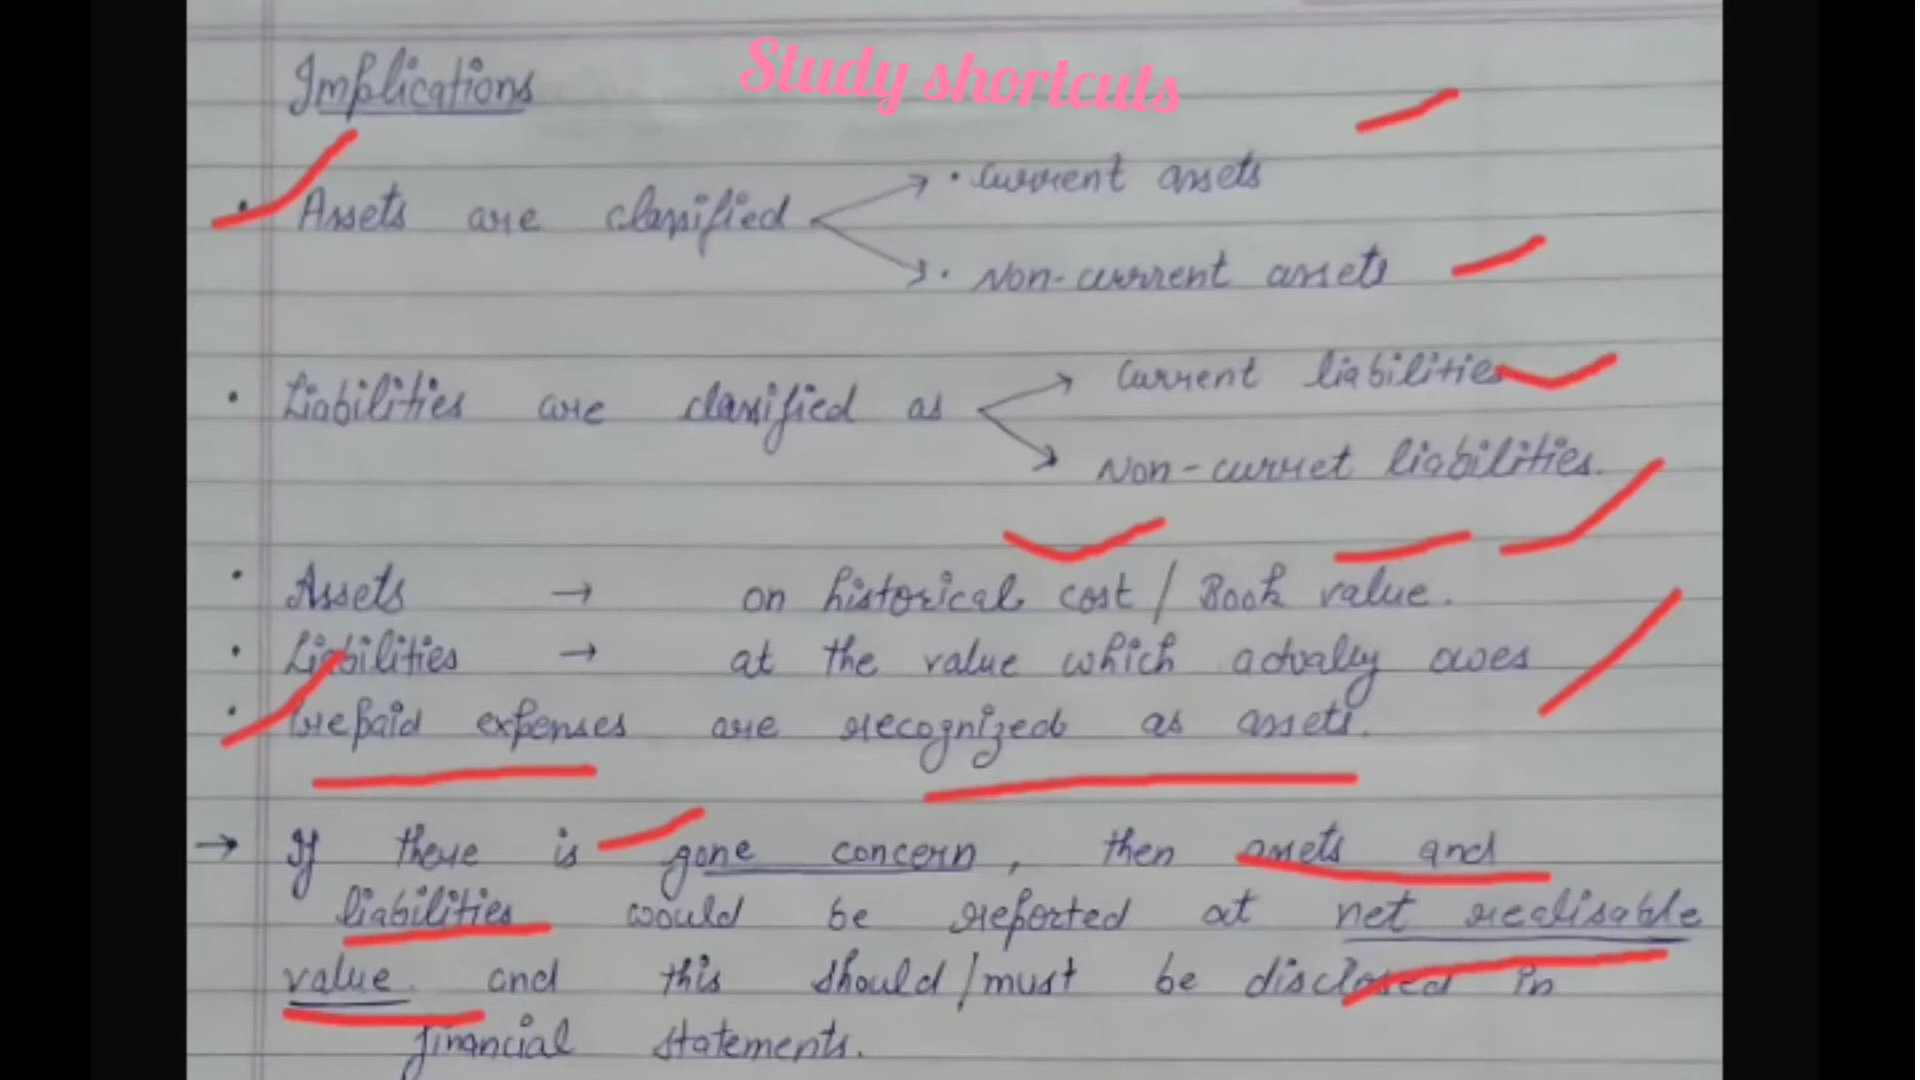 Implications
Study shortcuts
• Assets are classified → • current assets
→ • Non-current assets
• Liabilities are classified as → Current liabilities
→ Non-curret liabilities.
• Assets → on historical cost / Book value.
• Liabilities → at the value which actually owes
• Prepaid expenses are recognized as assets.
→ If there is gone concern, then assets and
liabilities would be reported at net realisable
value and this should/must be disclosed in
financial statements.